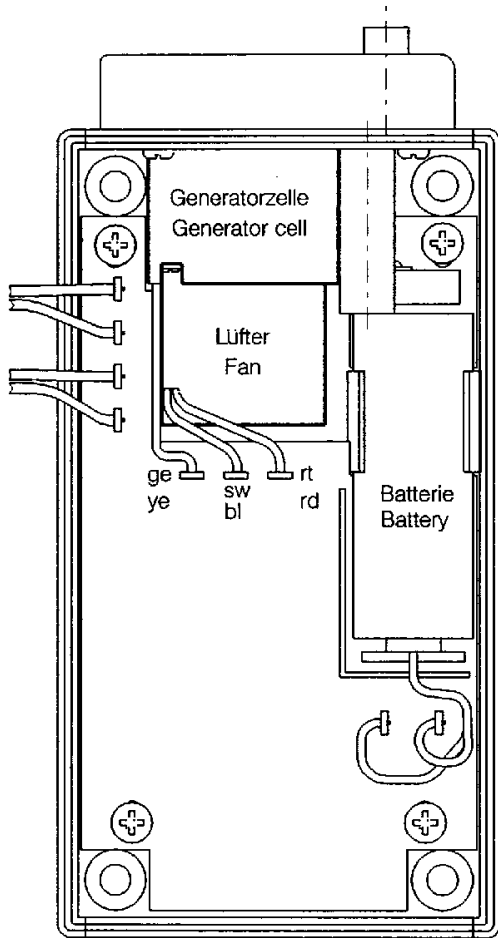 Generatorzelle
Generator cell
Lüfter
Fan
ge
ye
sw
bl
rt
rd
Batterie
Battery